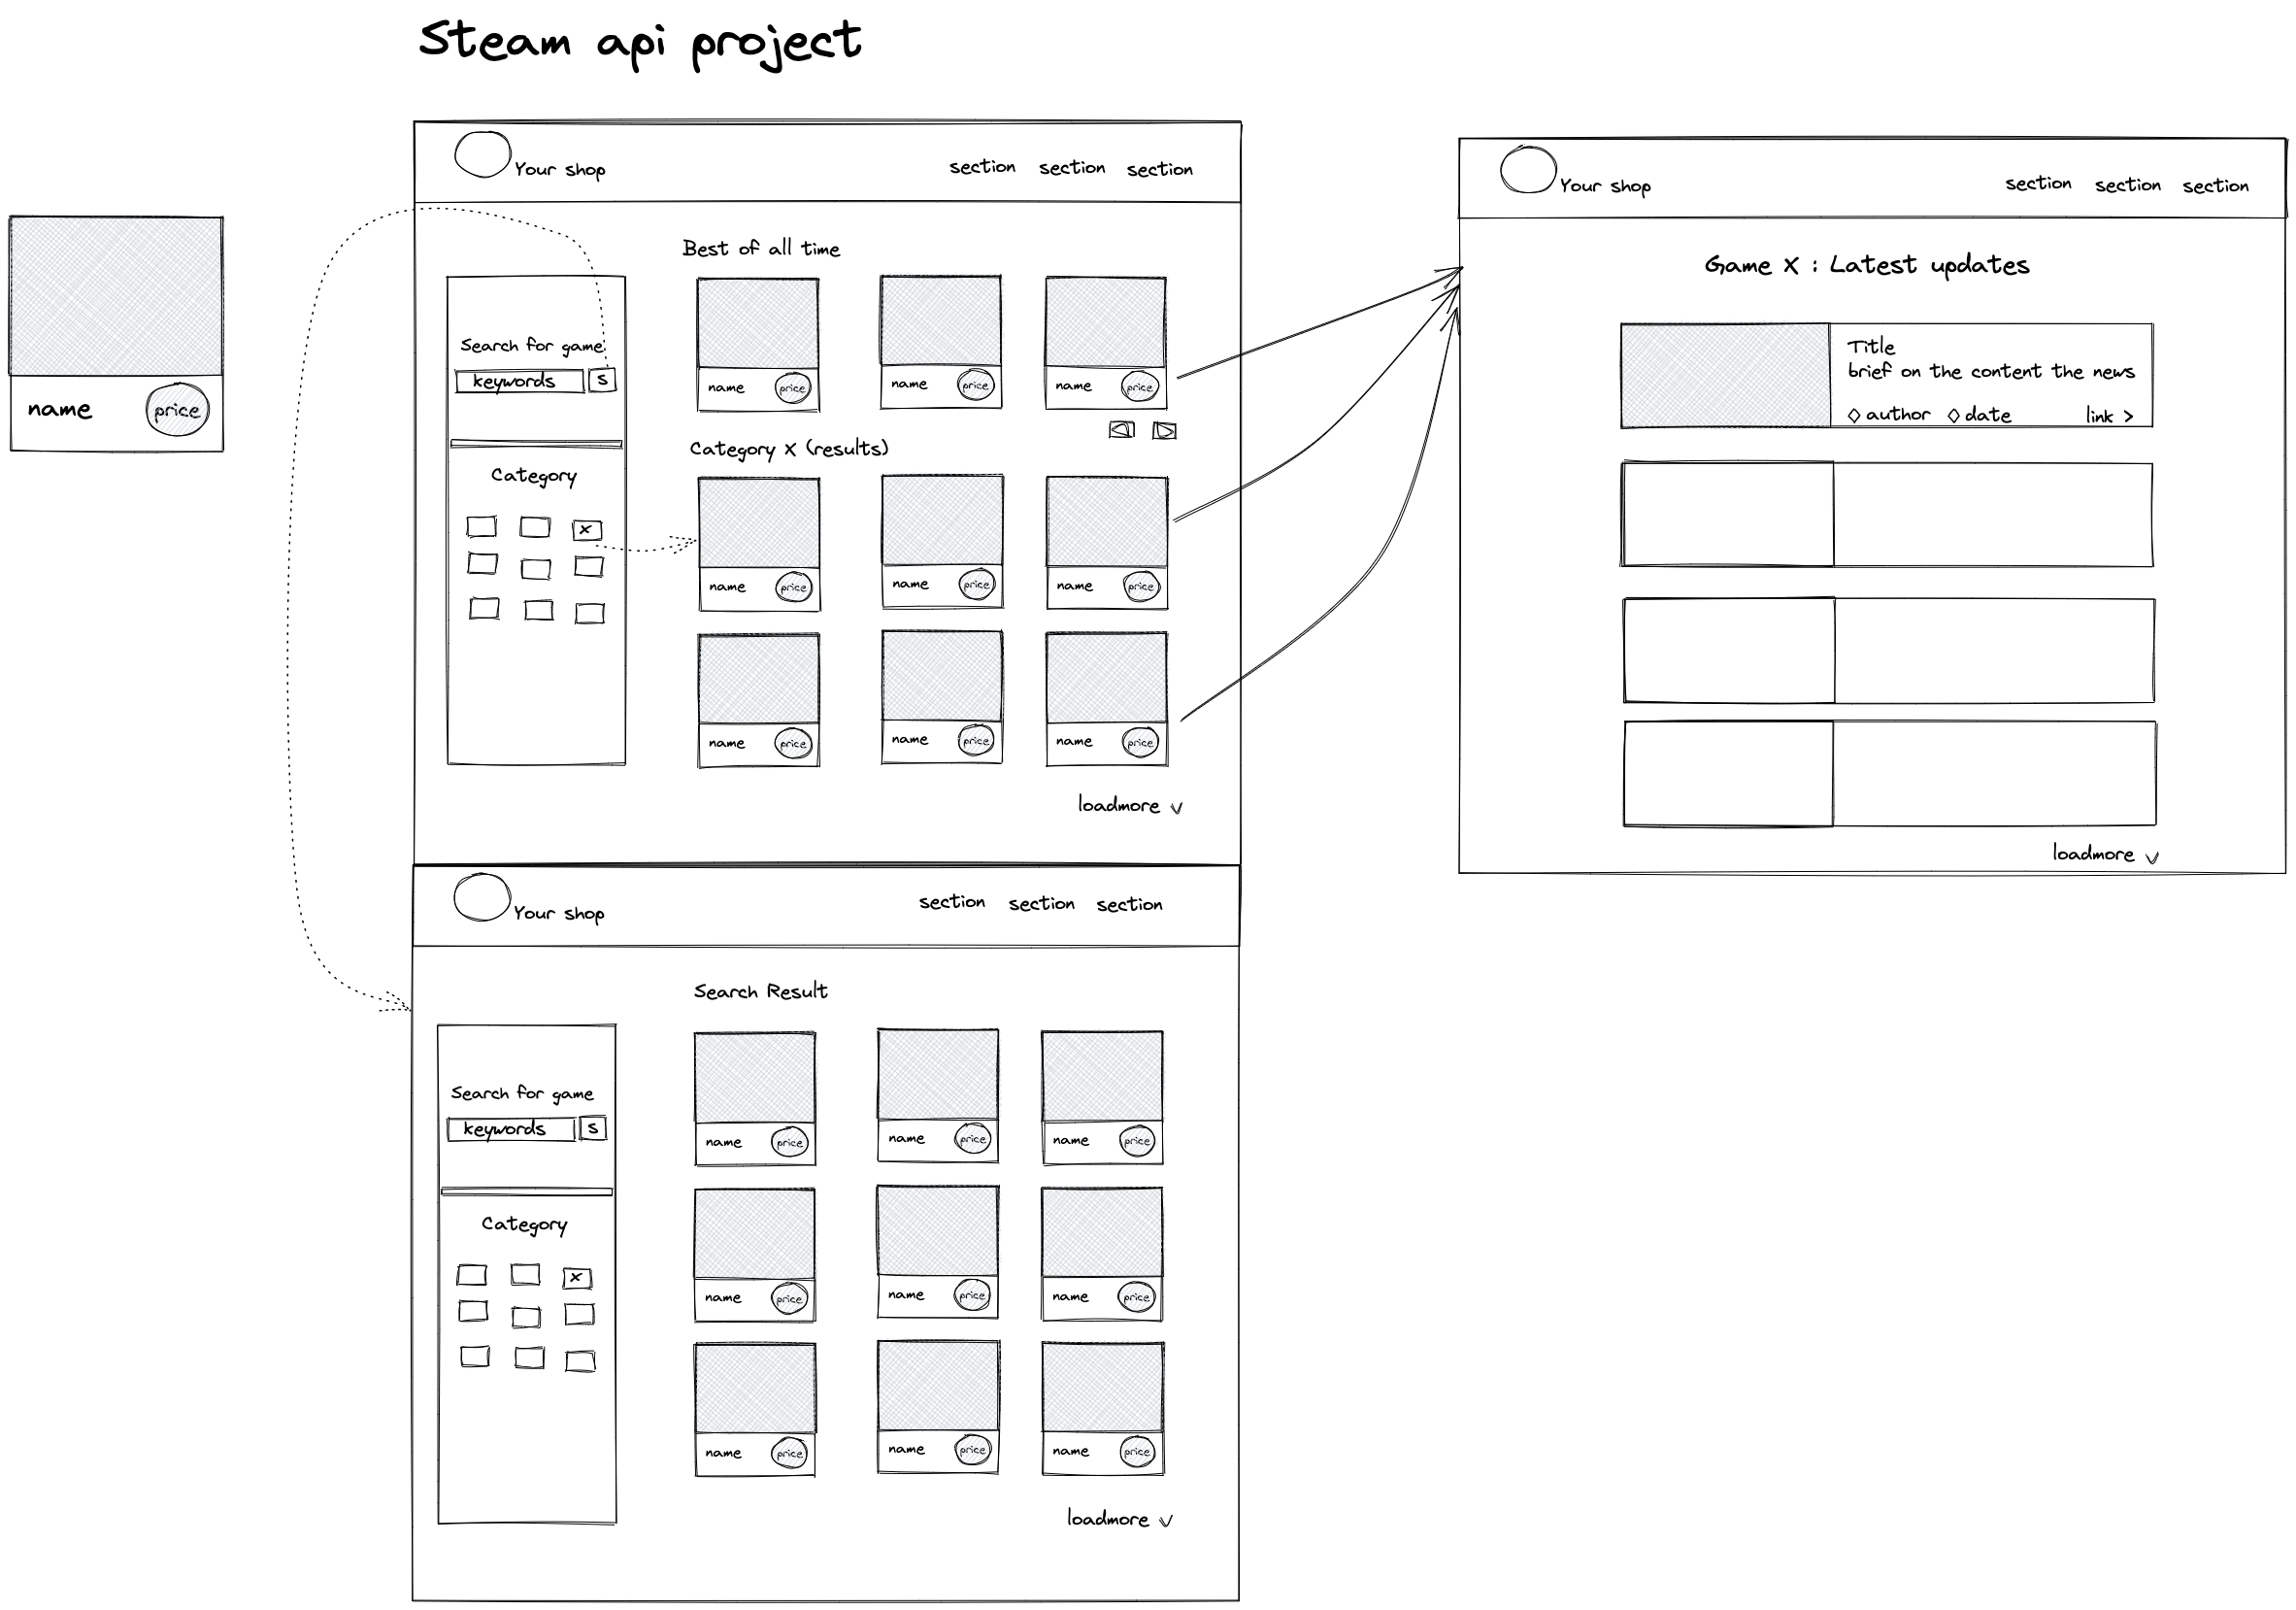 Steam api project
name price
Your shop section section section
Best of all time
Search for game
keywords S
name price name price name price
Category X (results)
Category
x
name price name price name price
name price name price name price
loadmore v
Your shop section section section
Search Result
Search for game
keywords S
name price name price name price
Category
x
name price name price name price
name price name price name price
loadmore v
Your shop section section section
Game X : Latest updates
Title
brief on the content the news
◇ author ◇ date link >
loadmore v